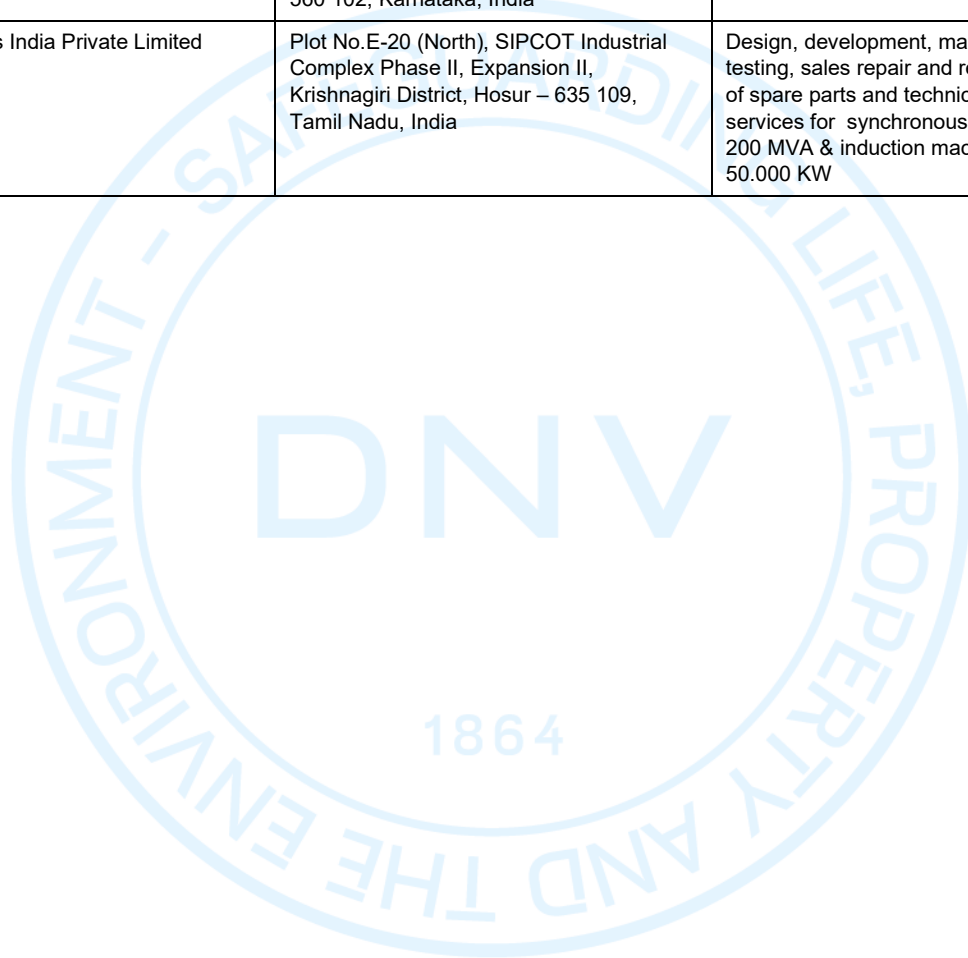 560 102, Karnataka, India
s India Private Limited
Plot No.E-20 (North), SIPCOT Industrial
Complex Phase II, Expansion II,
Krishnagiri District, Hosur – 635 109,
Tamil Nadu, India
Design, development, ma
testing, sales repair and r
of spare parts and technic
services for synchronous
200 MVA & induction mac
50.000 KW
SAFEGUARDING LIFE, PROPERTY AND THE ENVIRONMENT -
DNV
1864